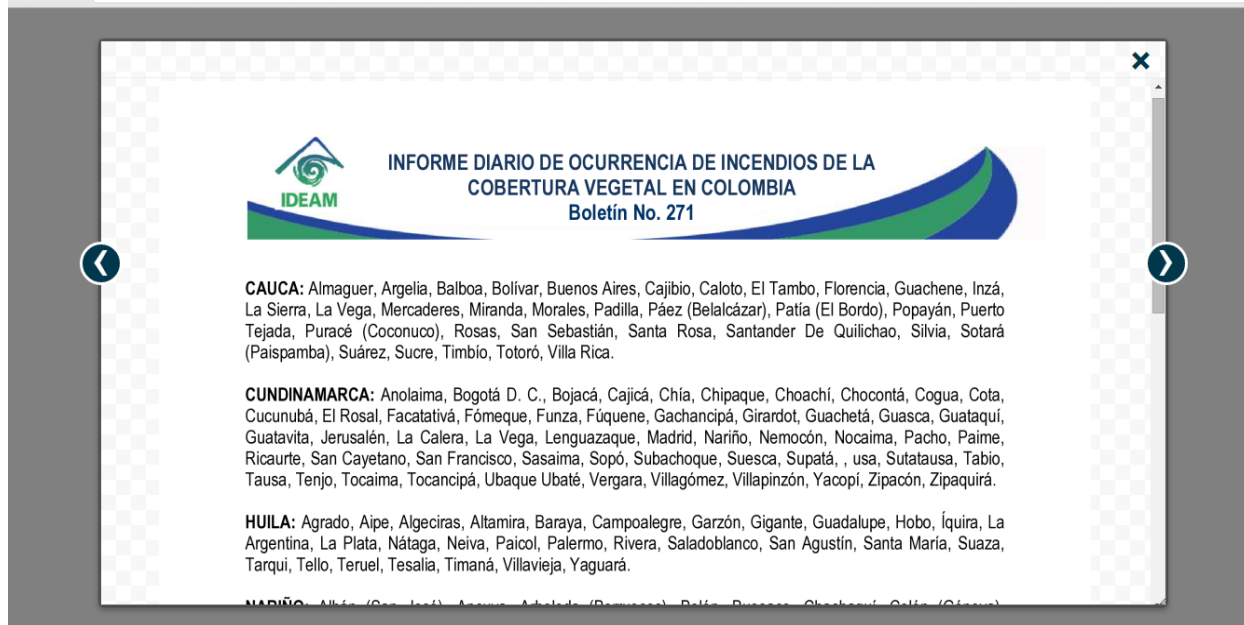 IDEAM
INFORME DIARIO DE OCURRENCIA DE INCENDIOS DE LA
COBERTURA VEGETAL EN COLOMBIA
Boletín No. 271
CAUCA: Almaguer, Argelia, Balboa, Bolívar, Buenos Aires, Cajibio, Caloto, El Tambo, Florencia, Guachene, Inzá,
La Sierra, La Vega, Mercaderes, Miranda, Morales, Padilla, Páez (Belalcázar), Patía (El Bordo), Popayán, Puerto
Tejada, Puracé (Coconuco), Rosas, San Sebastián, Santa Rosa, Santander De Quilichao, Silvia, Sotará
(Paispamba), Suárez, Sucre, Timbío, Totoró, Villa Rica.
CUNDINAMARCA: Anolaima, Bogotá D. C., Bojacá, Cajicá, Chía, Chipaque, Choachí, Chocontá, Cogua, Cota,
Cucunubá, El Rosal, Facatativá, Fómeque, Funza, Fúquene, Gachancipá, Girardot, Guachetá, Guasca, Guataquí,
Guatavita, Jerusalén, La Calera, La Vega, Lenguazaque, Madrid, Nariño, Nemocón, Nocaima, Pacho, Paime,
Ricaurte, San Cayetano, San Francisco, Sasaima, Sopó, Subachoque, Suesca, Supatá, , usa, Sutatausa, Tabio,
Tausa, Tenjo, Tocaima, Tocancipá, Ubaque Ubaté, Vergara, Villagómez, Villapinzón, Yacopí, Zipacón, Zipaquirá.
HUILA: Agrado, Aipe, Algeciras, Altamira, Baraya, Campoalegre, Garzón, Gigante, Guadalupe, Hobo, Íquira, La
Argentina, La Plata, Nátaga, Neiva, Paicol, Palermo, Rivera, Saladoblanco, San Agustín, Santa María, Suaza,
Tarqui, Tello, Teruel, Tesalia, Timaná, Villavieja, Yaguará.